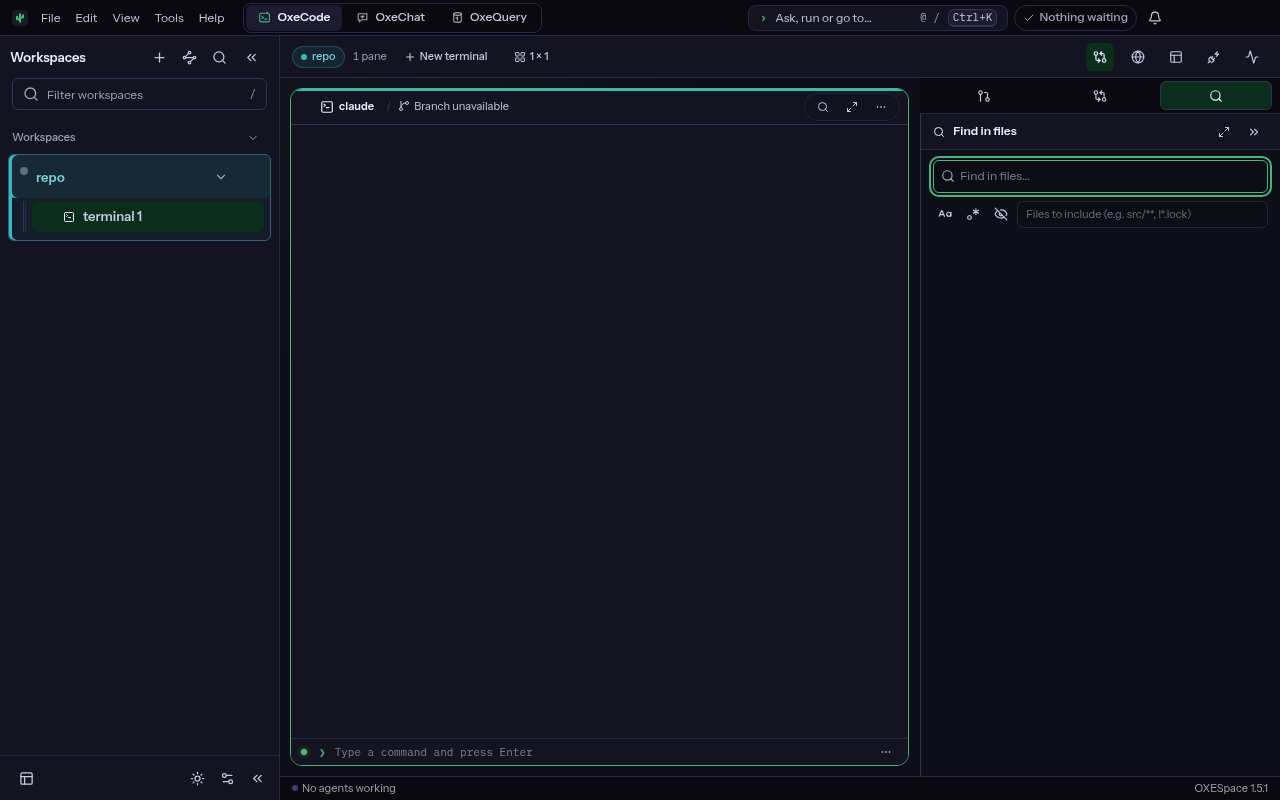 File Edit View Tools Help OxeCode OxeChat OxeQuery Ask, run or go to... @ / Ctrl+K Nothing waiting
Workspaces
repo 1 pane New terminal 1 × 1
Filter workspaces /
claude / Branch unavailable
Find in files
Workspaces
Find in files...
repo
Aa .* Files to include (e.g. src/**, !*.lock)
terminal 1
❯ Type a command and press Enter
No agents working OXESpace 1.5.1